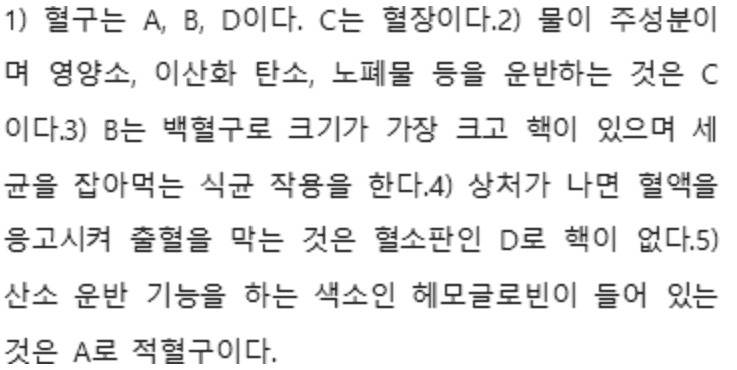 1) 혈구는 A, B, D이다. C는 혈장이다.2) 물이 주성분이
며 영양소, 이산화 탄소, 노폐물 등을 운반하는 것은 C
이다.3) B는 백혈구로 크기가 가장 크고 핵이 있으며 세
균을 잡아먹는 식균 작용을 한다.4) 상처가 나면 혈액을
응고시켜 출혈을 막는 것은 혈소판인 D로 핵이 없다.5)
산소 운반 기능을 하는 색소인 헤모글로빈이 들어 있는
것은 A로 적혈구이다.